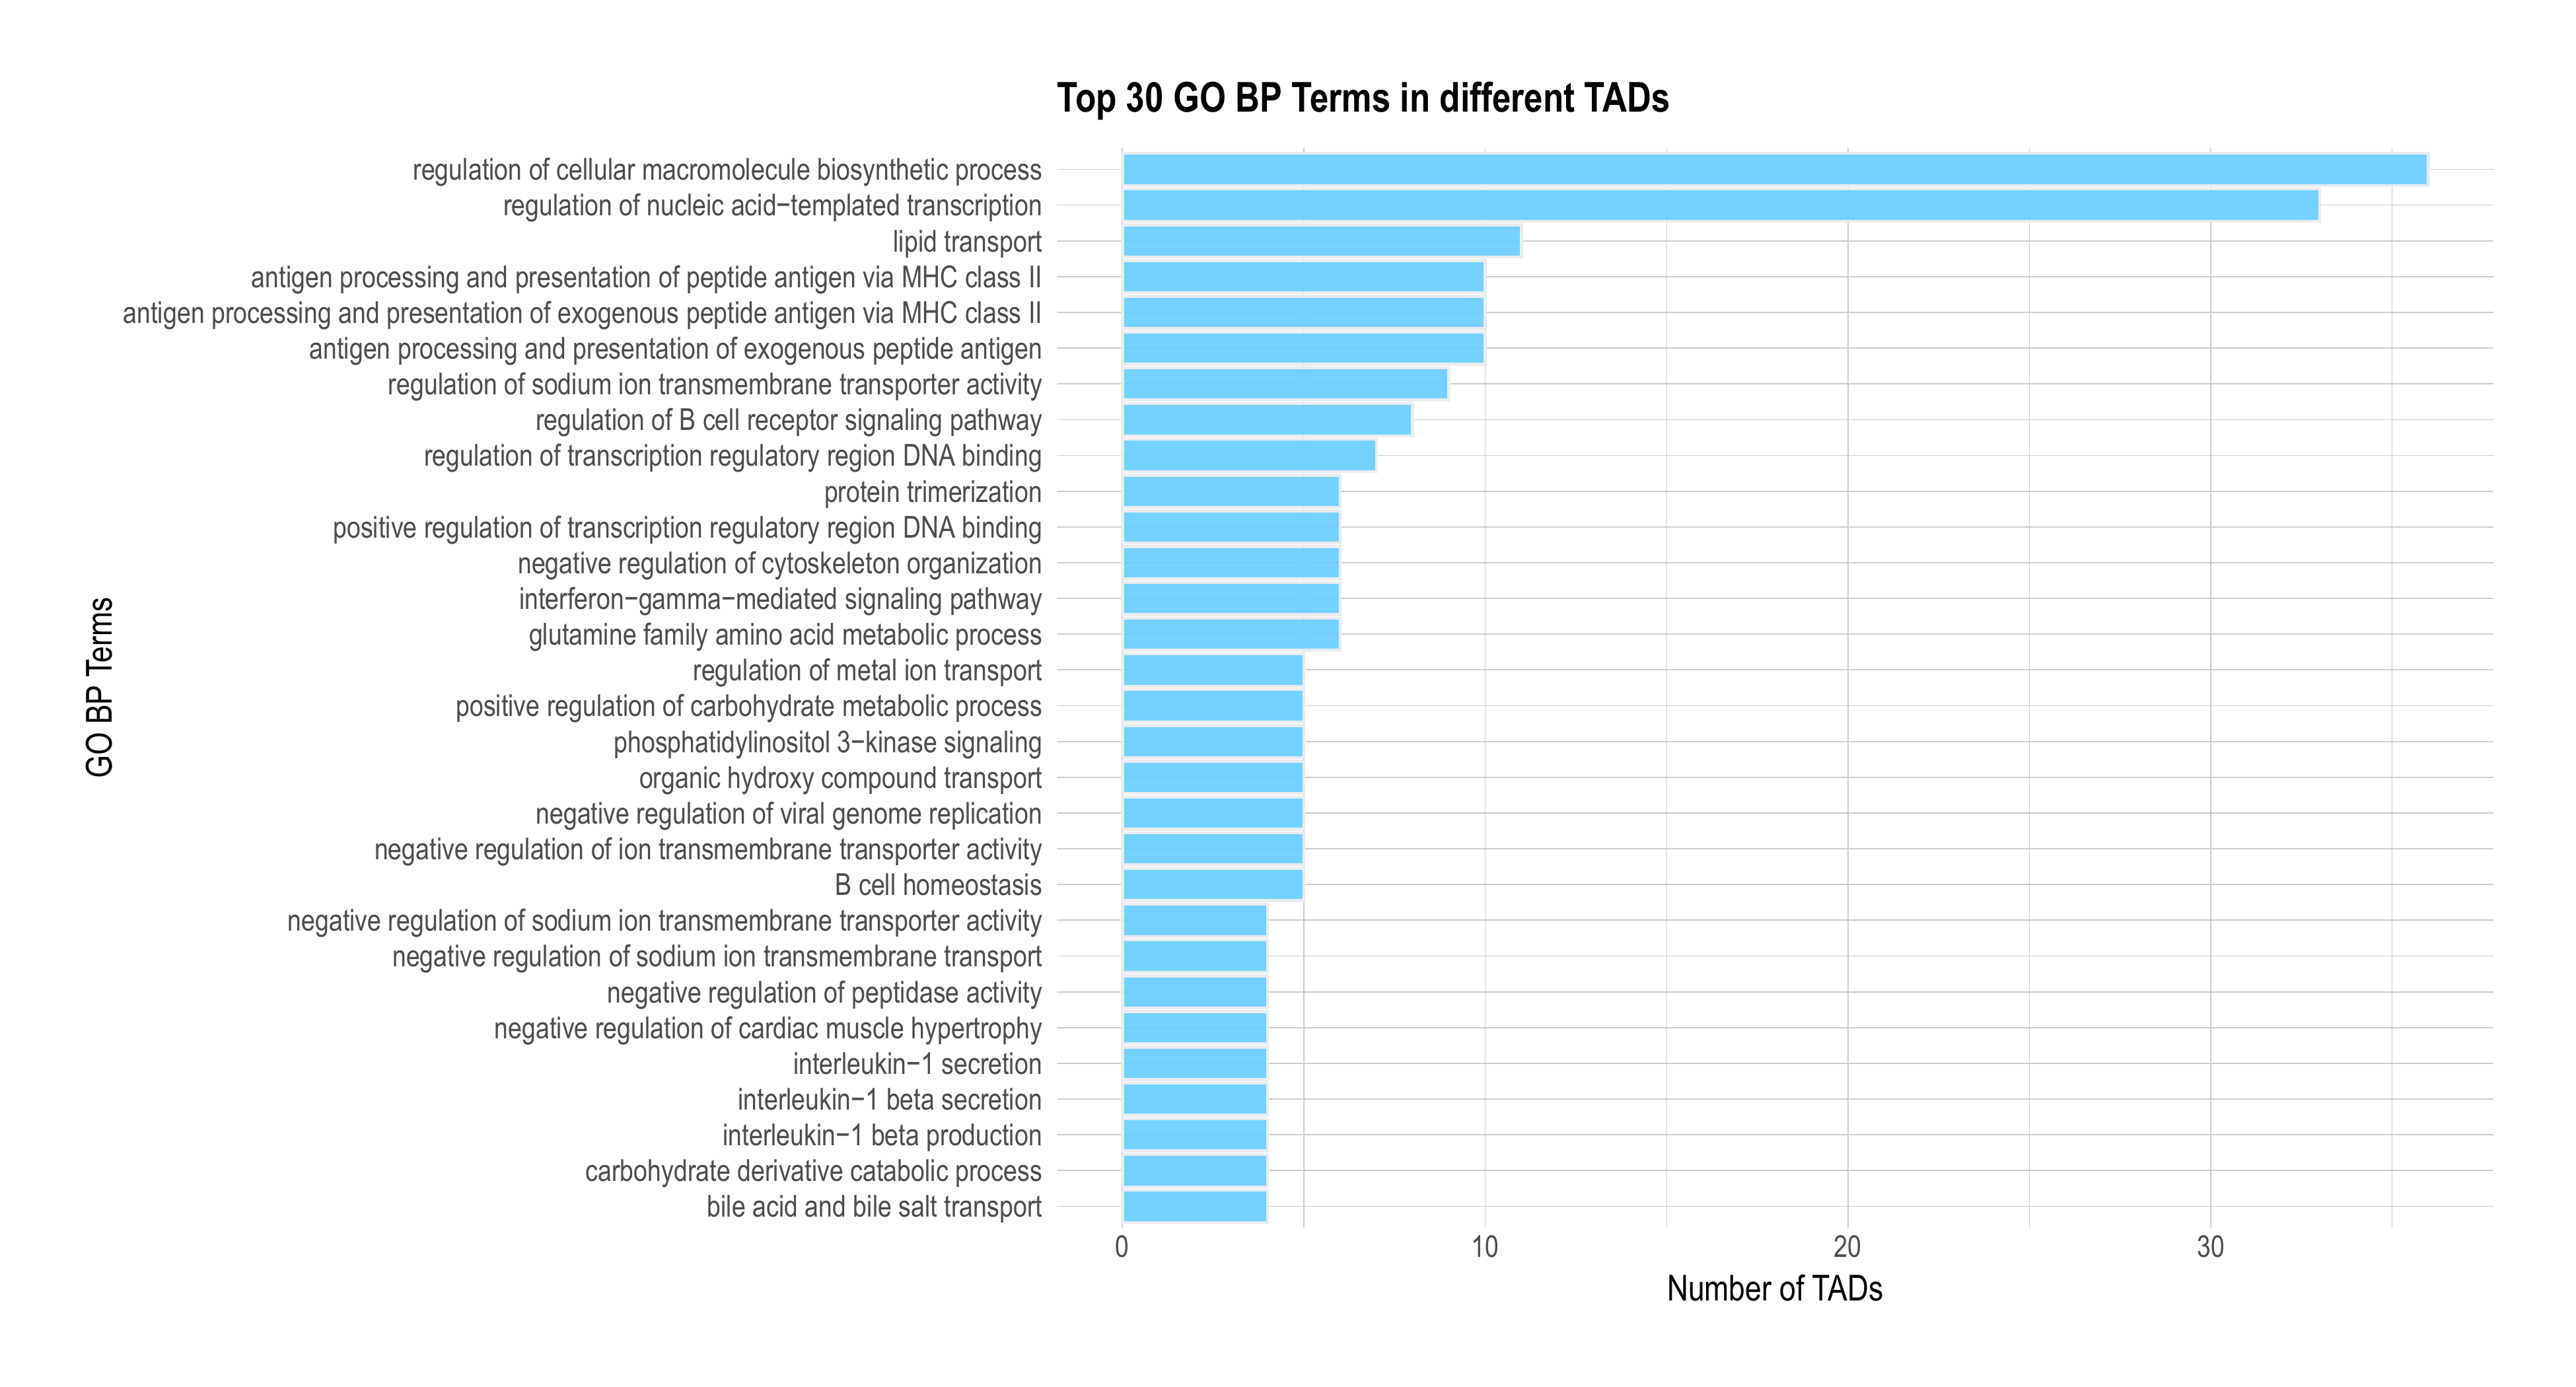 Top 30 GO BP Terms in different TADs
regulation of cellular macromolecule biosynthetic process
regulation of nucleic acid−templated transcription
lipid transport
antigen processing and presentation of peptide antigen via MHC class II
antigen processing and presentation of exogenous peptide antigen via MHC class II
antigen processing and presentation of exogenous peptide antigen
regulation of sodium ion transmembrane transporter activity
regulation of B cell receptor signaling pathway
regulation of transcription regulatory region DNA binding
protein trimerization
positive regulation of transcription regulatory region DNA binding
negative regulation of cytoskeleton organization
interferon−gamma−mediated signaling pathway
glutamine family amino acid metabolic process
regulation of metal ion transport
positive regulation of carbohydrate metabolic process
phosphatidylinositol 3−kinase signaling
organic hydroxy compound transport
negative regulation of viral genome replication
negative regulation of ion transmembrane transporter activity
B cell homeostasis
negative regulation of sodium ion transmembrane transporter activity
negative regulation of sodium ion transmembrane transport
negative regulation of peptidase activity
negative regulation of cardiac muscle hypertrophy
interleukin−1 secretion
interleukin−1 beta secretion
interleukin−1 beta production
carbohydrate derivative catabolic process
bile acid and bile salt transport
GO BP Terms
0 10 20 30
Number of TADs